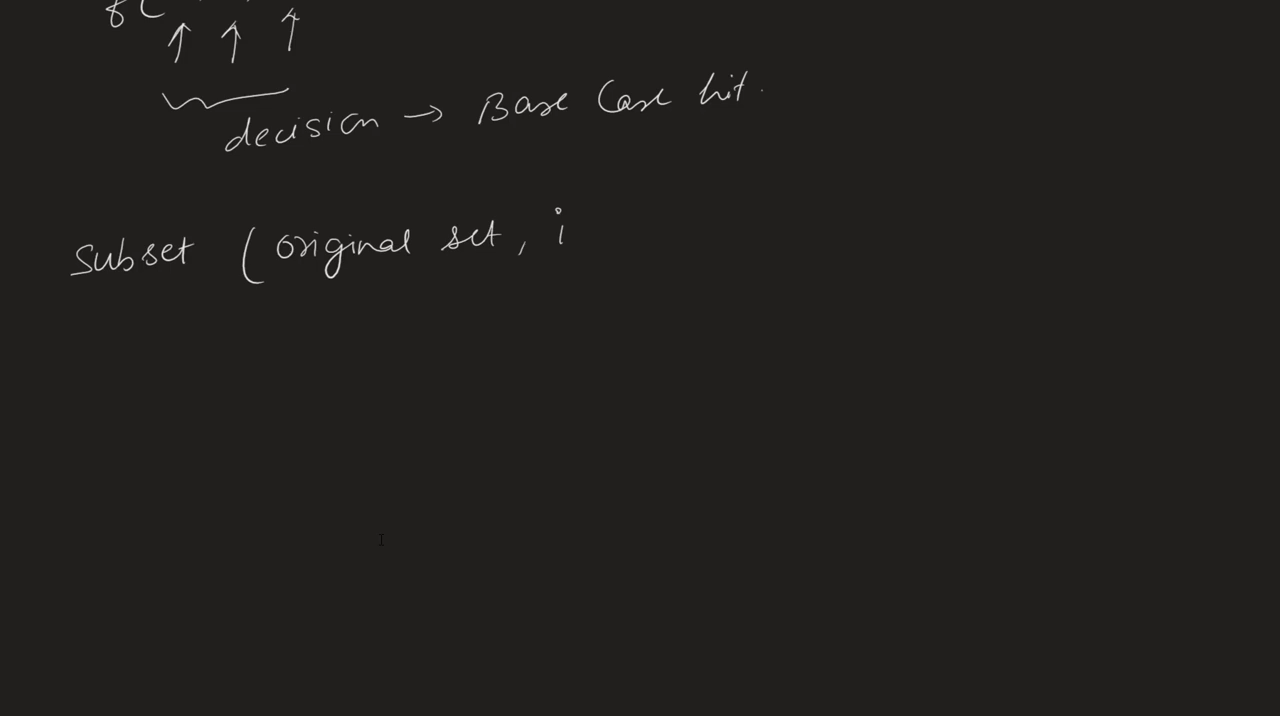 decision → Base Case hit.
Subset (original set, i